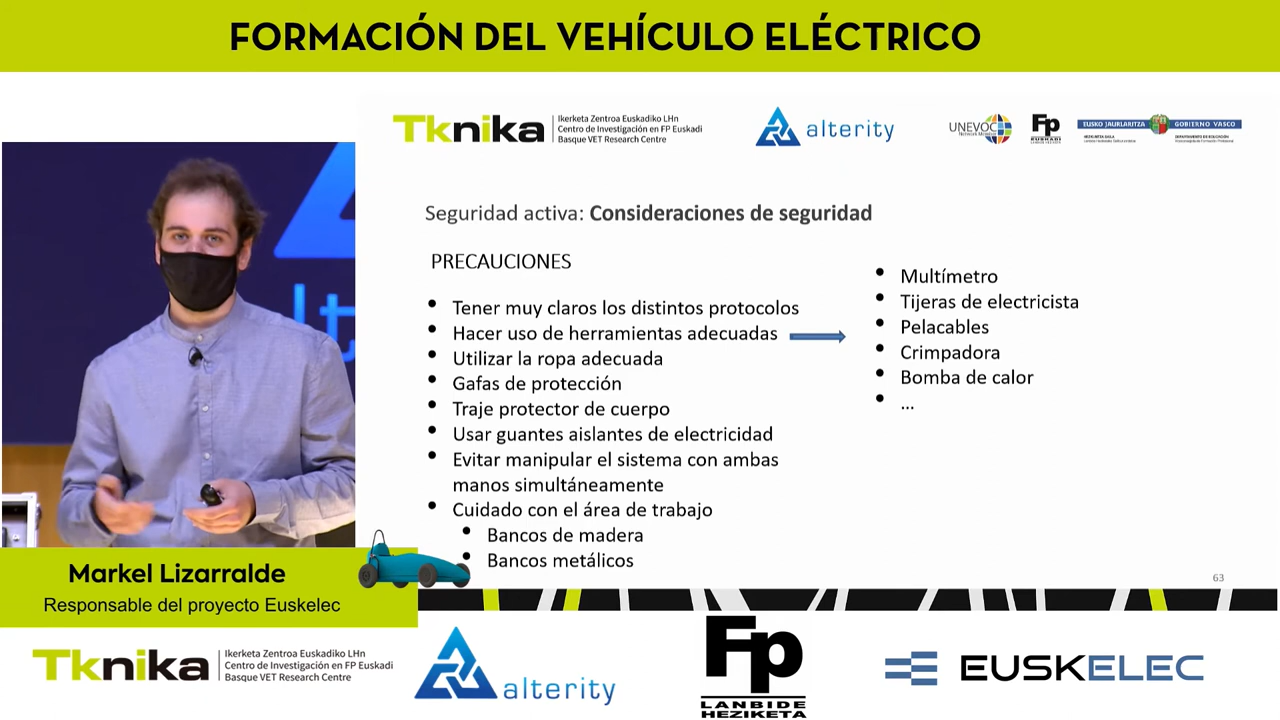 FORMACIÓN DEL VEHÍCULO ELÉCTRICO
Tknika
Ikerketa Zentroa Euskadiko LHn
Centro de Investigación en FP Euskadi
Basque VET Research Centre
alterity
UNEVOC
Fp
EUSKO JAURLARITZA
GOBIERNO VASCO
Seguridad activa: Consideraciones de seguridad
PRECAUCIONES
• Tener muy claros los distintos protocolos
• Hacer uso de herramientas adecuadas
• Utilizar la ropa adecuada
• Gafas de protección
• Traje protector de cuerpo
• Usar guantes aislantes de electricidad
• Evitar manipular el sistema con ambas
manos simultáneamente
• Cuidado con el área de trabajo
• Bancos de madera
• Bancos metálicos
• Multímetro
• Tijeras de electricista
• Pelacables
• Crimpadora
• Bomba de calor
• ...
63
Markel Lizarralde
Responsable del proyecto Euskelec
Tknika
Ikerketa Zentroa Euskadiko LHn
Centro de Investigación en FP Euskadi
Basque VET Research Centre
alterity
Fp
LANBIDE
HEZIKETA
EUSKELEC